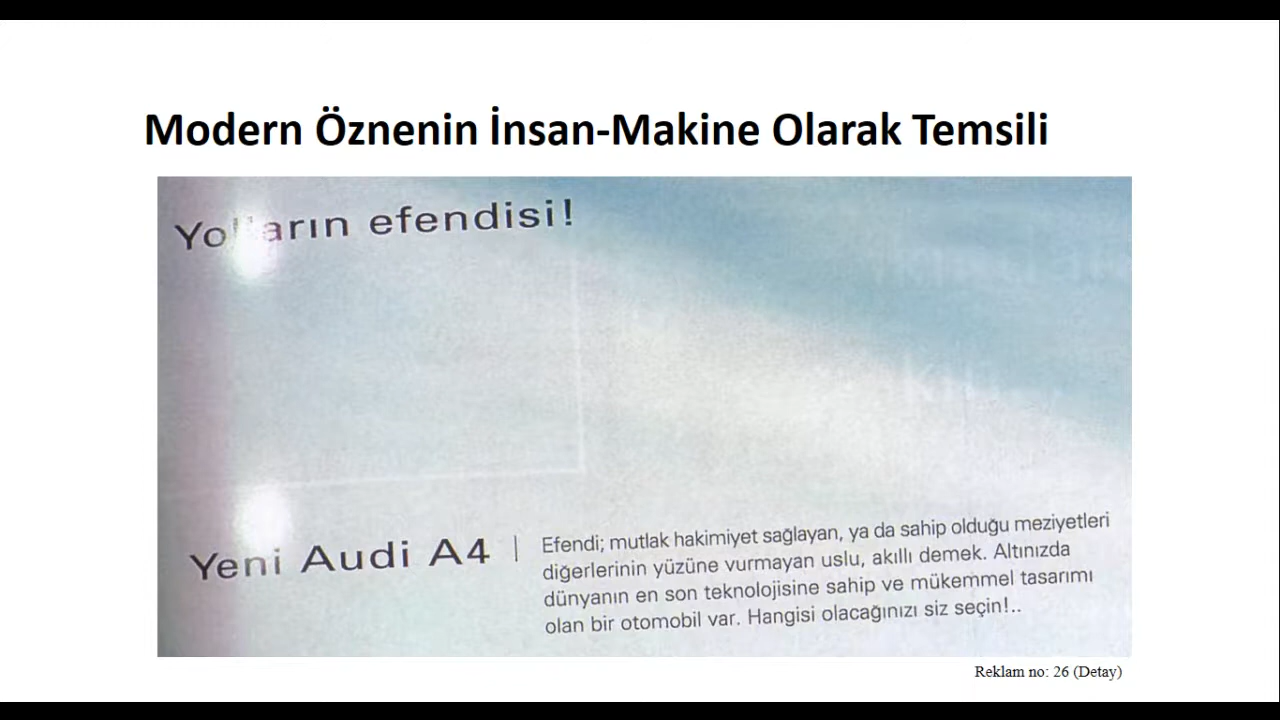 Modern Öznenin İnsan-Makine Olarak Temsili
Yolların efendisi!
Yeni Audi A4 | Efendi; mutlak hakimiyet sağlayan, ya da sahip olduğu meziyetleri
diğerlerinin yüzüne vurmayan uslu, akıllı demek. Altınızda
dünyanın en son teknolojisine sahip ve mükemmel tasarımı
olan bir otomobil var. Hangisi olacağınızı siz seçin!..
Reklam no: 26 (Detay)